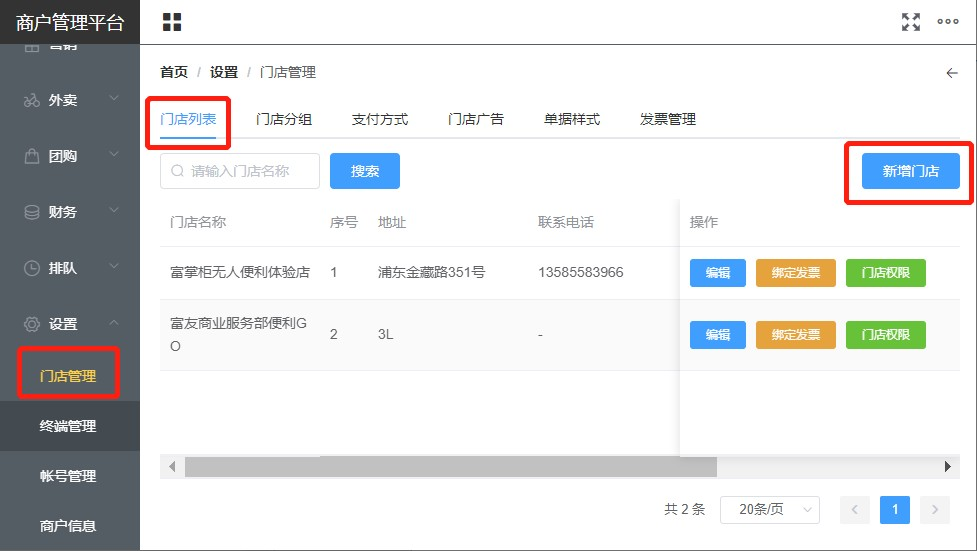 商户管理平台
营销
外卖
团购
财务
排队
设置
门店管理
终端管理
帐号管理
商户信息
首页 / 设置 / 门店管理
门店列表 门店分组 支付方式 门店广告 单据样式 发票管理
请输入门店名称 搜索 新增门店
门店名称 序号 地址 联系电话 操作
富掌柜无人便利体验店 1 浦东金藏路351号 13585583966 编辑 绑定发票 门店权限
富友商业服务部便利G
O 2 3L - 编辑 绑定发票 门店权限
共 2 条 20条/页 1